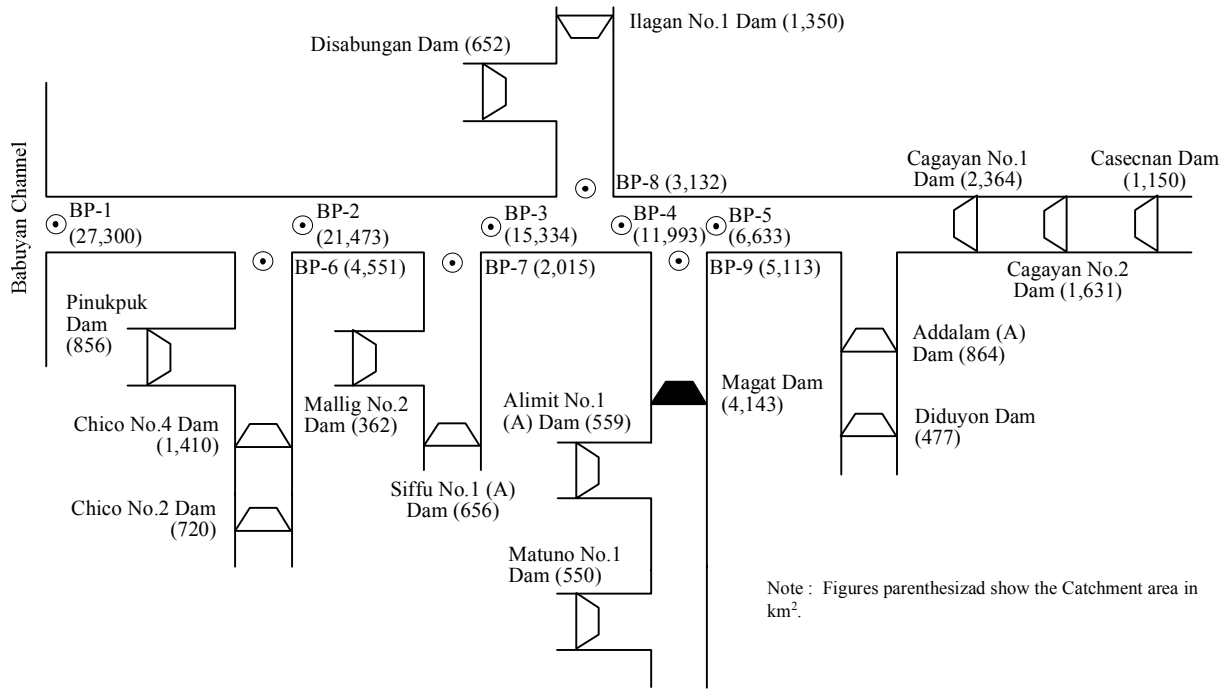 Ilagan No.1 Dam (1,350)
Disabungan Dam (652)
Babuyan Channel
Cagayan No.1
Dam (2,364)
Casecnan Dam
(1,150)
BP-8 (3,132)
BP-1
(27,300)
BP-2
(21,473)
BP-3
(15,334)
BP-4
(11,993)
BP-5
(6,633)
BP-6 (4,551)
BP-7 (2,015)
BP-9 (5,113)
Cagayan No.2
Dam (1,631)
Pinukpuk
Dam
(856)
Addalam (A)
Dam (864)
Mallig No.2
Dam (362)
Alimit No.1
(A) Dam (559)
Magat Dam
(4,143)
Chico No.4 Dam
(1,410)
Diduyon Dam
(477)
Siffu No.1 (A)
Dam (656)
Chico No.2 Dam
(720)
Matuno No.1
Dam (550)
Note : Figures parenthesizad show the Catchment area in
km².